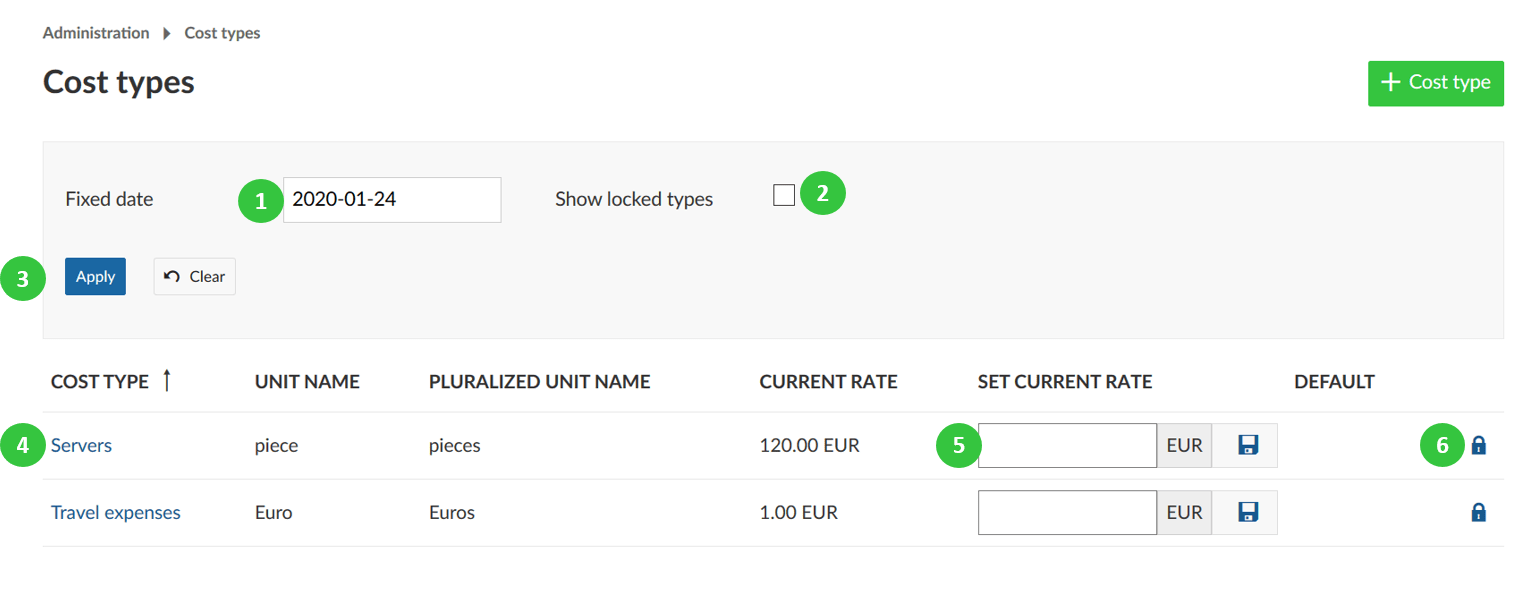 Administration Cost types
Cost types
+ Cost type
Fixed date 1 2020-01-24 Show locked types 2
3 Apply Clear
COST TYPE ↑ UNIT NAME PLURALIZED UNIT NAME CURRENT RATE SET CURRENT RATE DEFAULT
4 Servers piece pieces 120.00 EUR 5 EUR 6
Travel expenses Euro Euros 1.00 EUR EUR